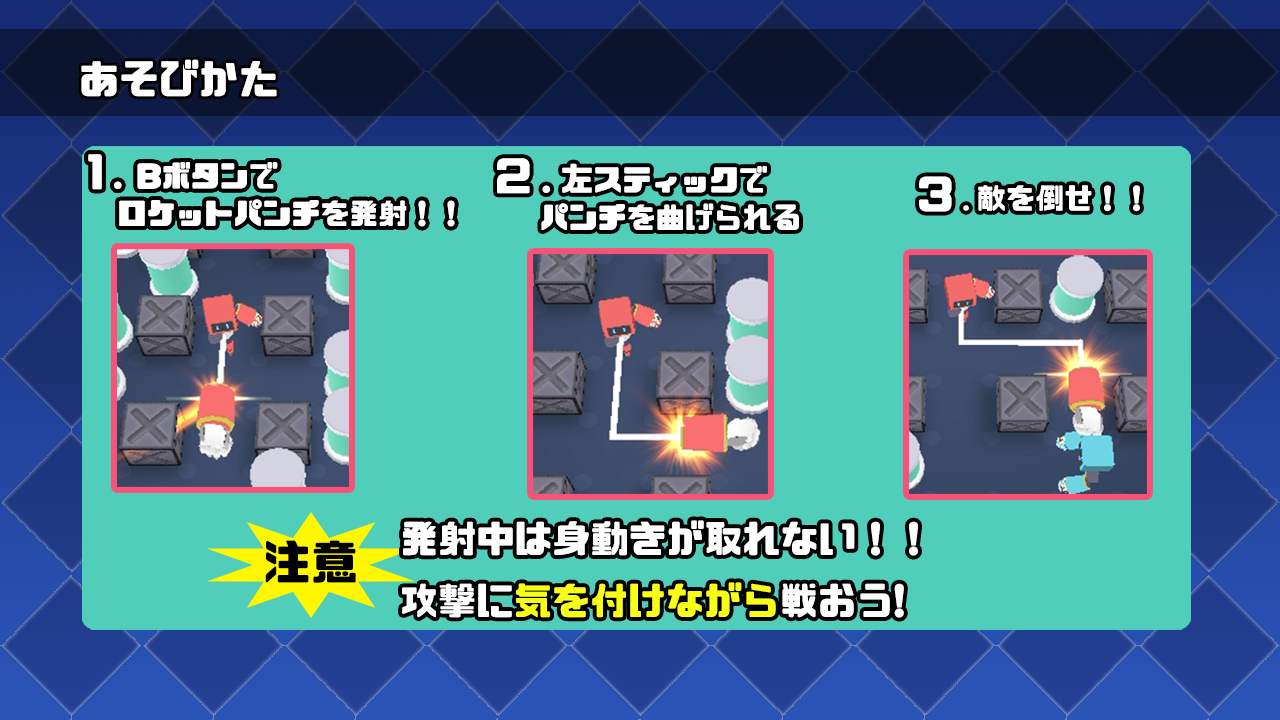 あそびかた
1.Bボタンで
ロケットパンチを発射！！
2.左スティックで
パンチを曲げられる
3.敵を倒せ！！
注意
発射中は身動きが取れない！！
攻撃に気を付けながら戦おう!